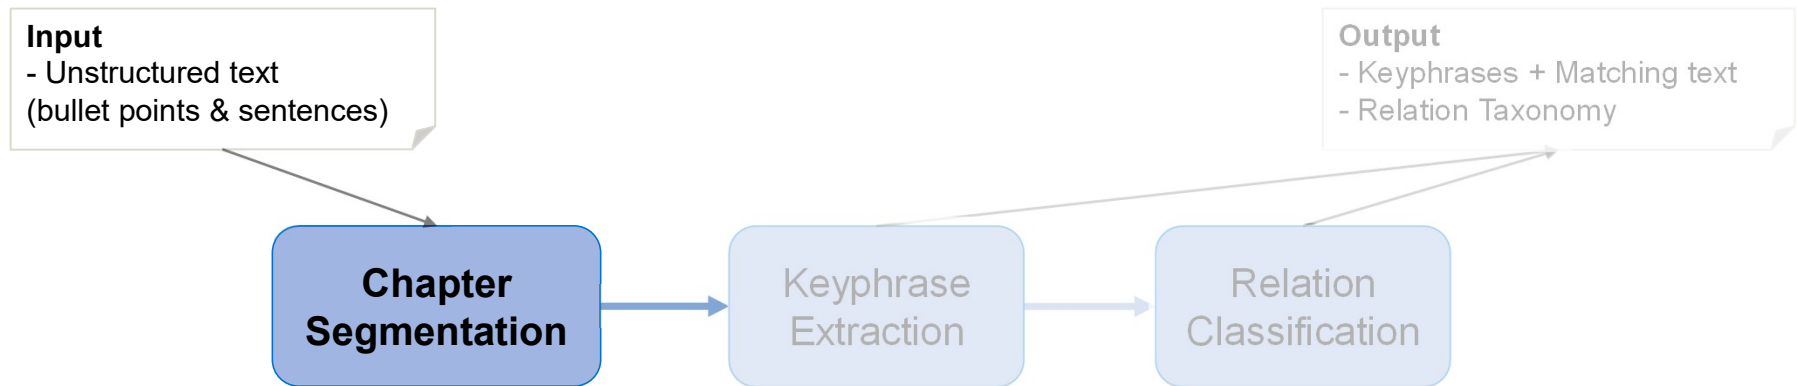 Input
- Unstructured text
(bullet points & sentences)
Output
- Keyphrases + Matching text
- Relation Taxonomy
Chapter
Segmentation
Keyphrase
Extraction
Relation
Classification